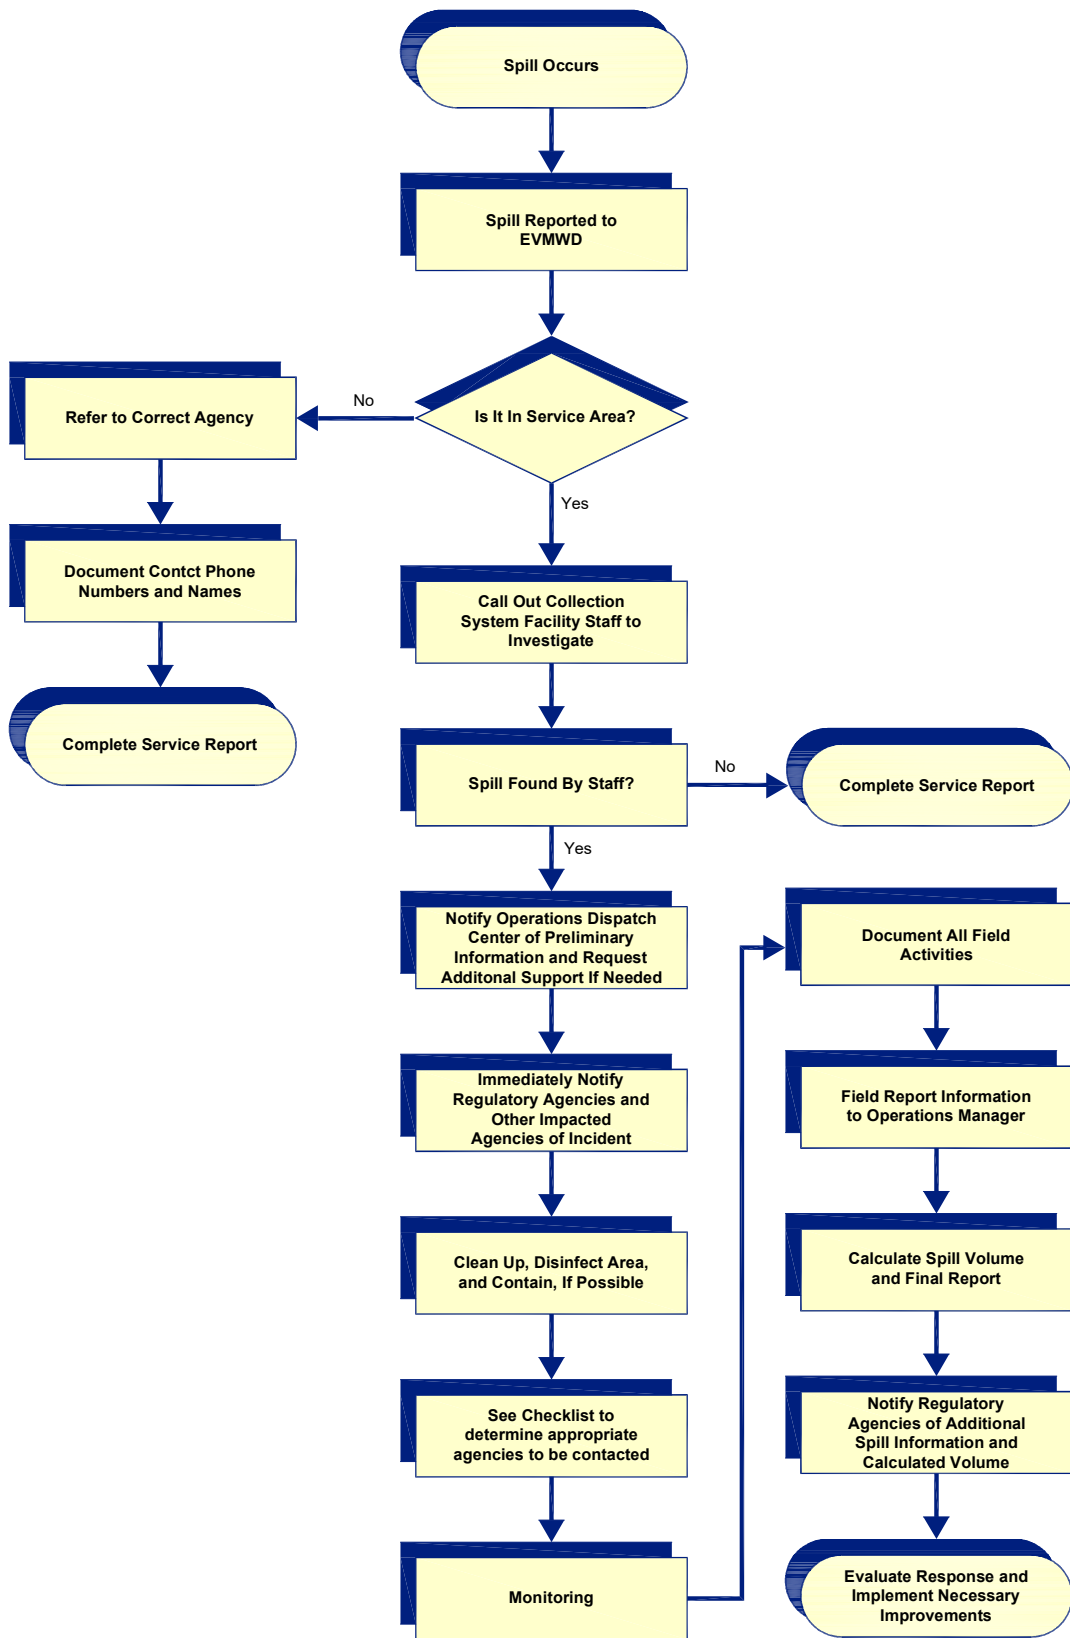 Spill Occurs
Spill Reported to
EVMWD
Is It In Service Area?
No
Refer to Correct Agency
Document Contct Phone
Numbers and Names
Complete Service Report
Yes
Call Out Collection
System Facility Staff to
Investigate
Spill Found By Staff?
No
Complete Service Report
Yes
Notify Operations Dispatch
Center of Preliminary
Information and Request
Additonal Support If Needed
Immediately Notify
Regulatory Agencies and
Other Impacted
Agencies of Incident
Clean Up, Disinfect Area,
and Contain, If Possible
See Checklist to
determine appropriate
agencies to be contacted
Monitoring
Document All Field
Activities
Field Report Information
to Operations Manager
Calculate Spill Volume
and Final Report
Notify Regulatory
Agencies of Additional
Spill Information and
Calculated Volume
Evaluate Response and
Implement Necessary
Improvements